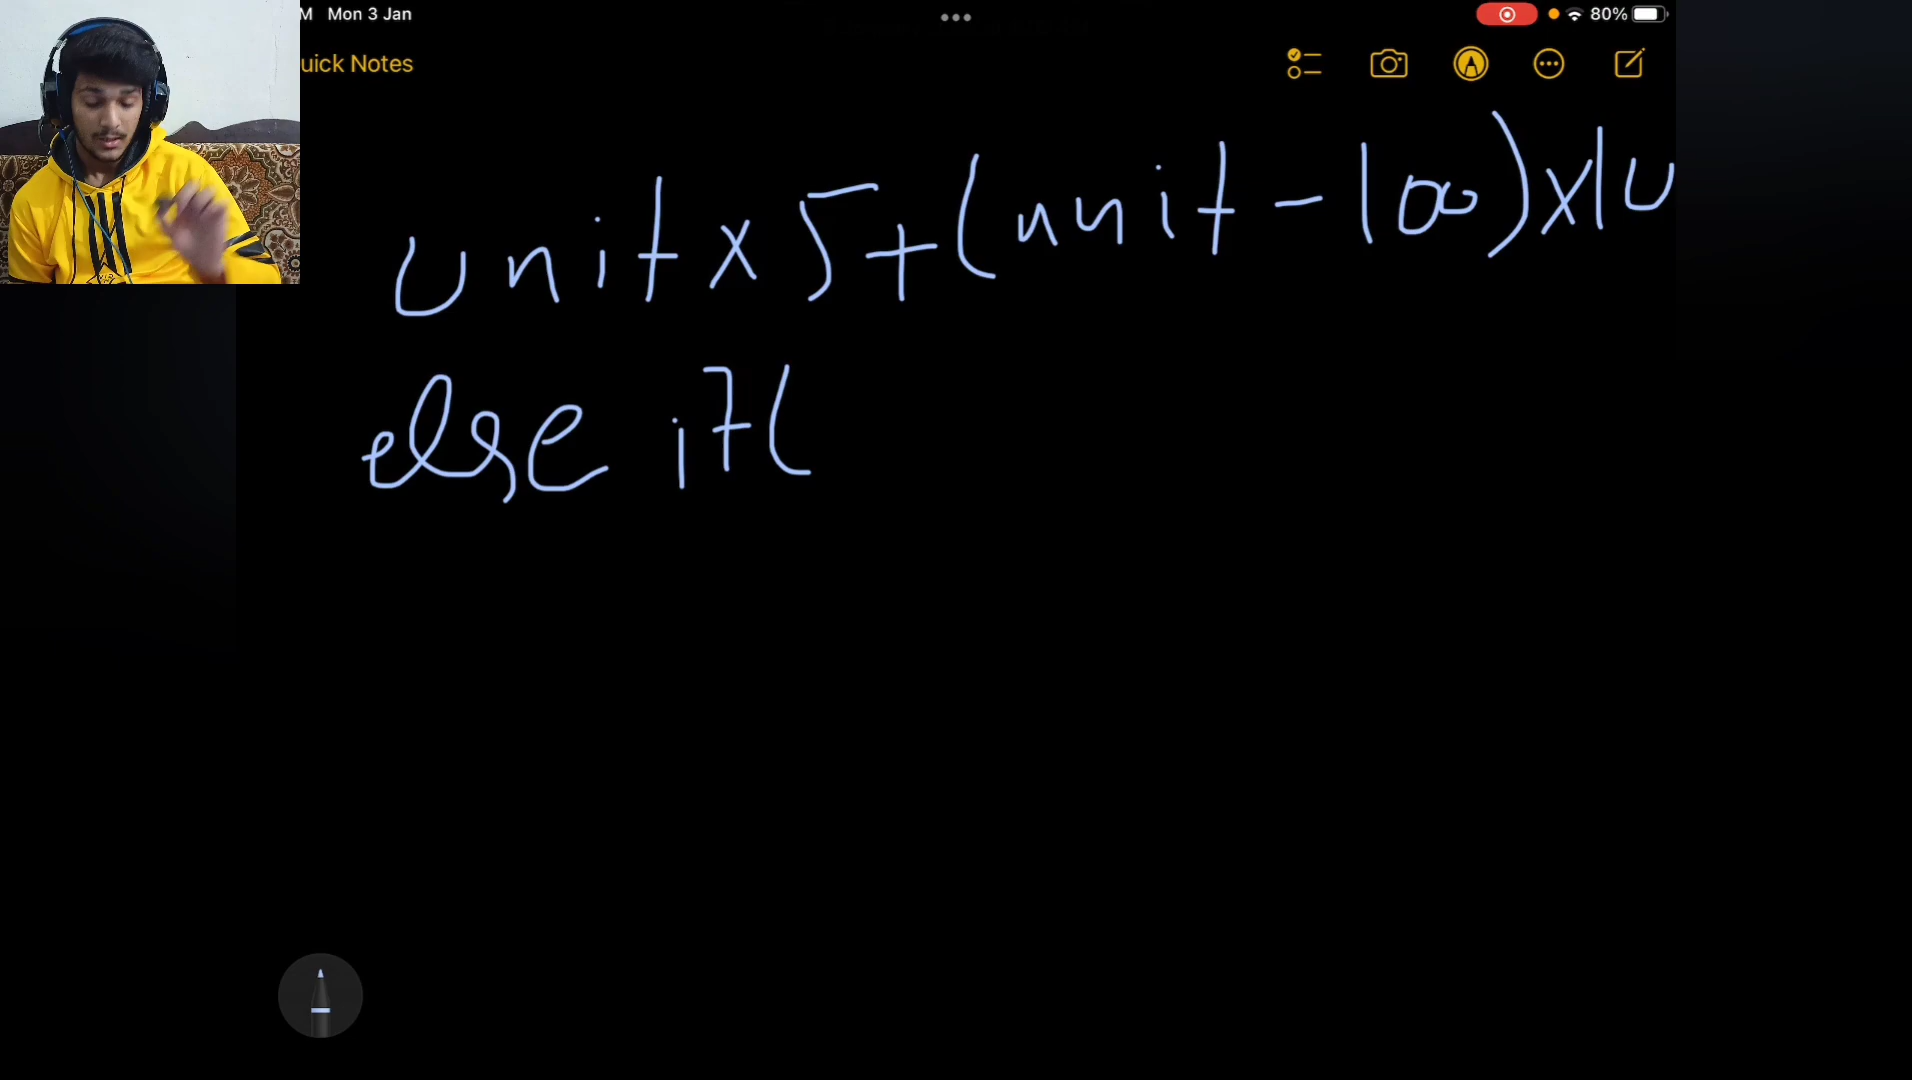 M Mon 3 Jan
80%
uick Notes
unit x 5 + (unit - 100) x 10
else if (